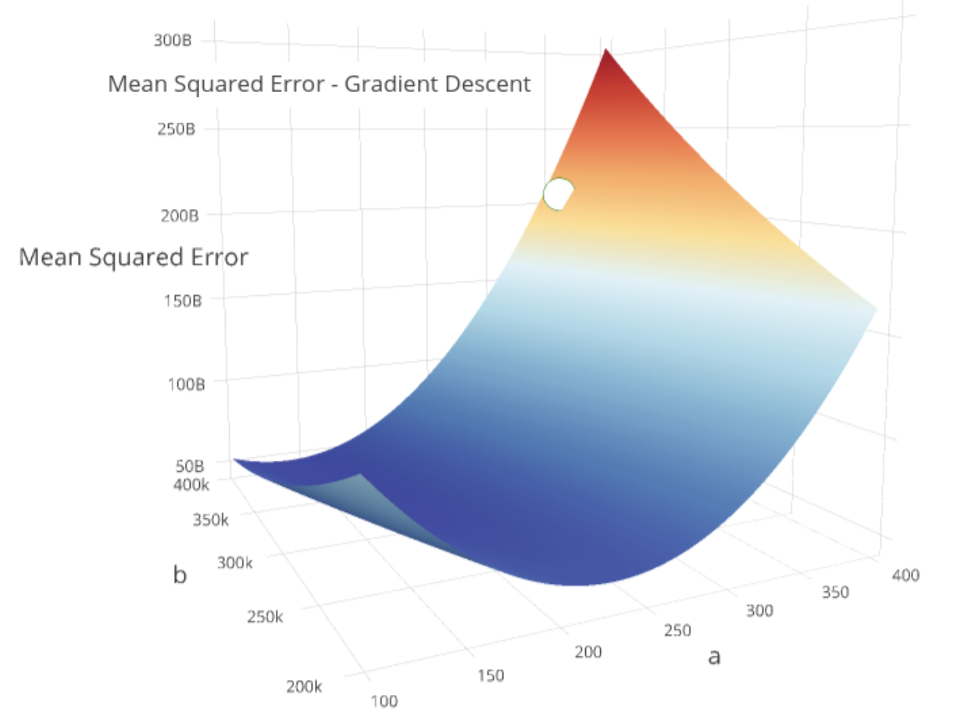 300B
Mean Squared Error - Gradient Descent
250B
200B
Mean Squared Error
150B
100B
50B
400k
350k
300k
b
250k
200k
100
150
200
250
300
350
400
a